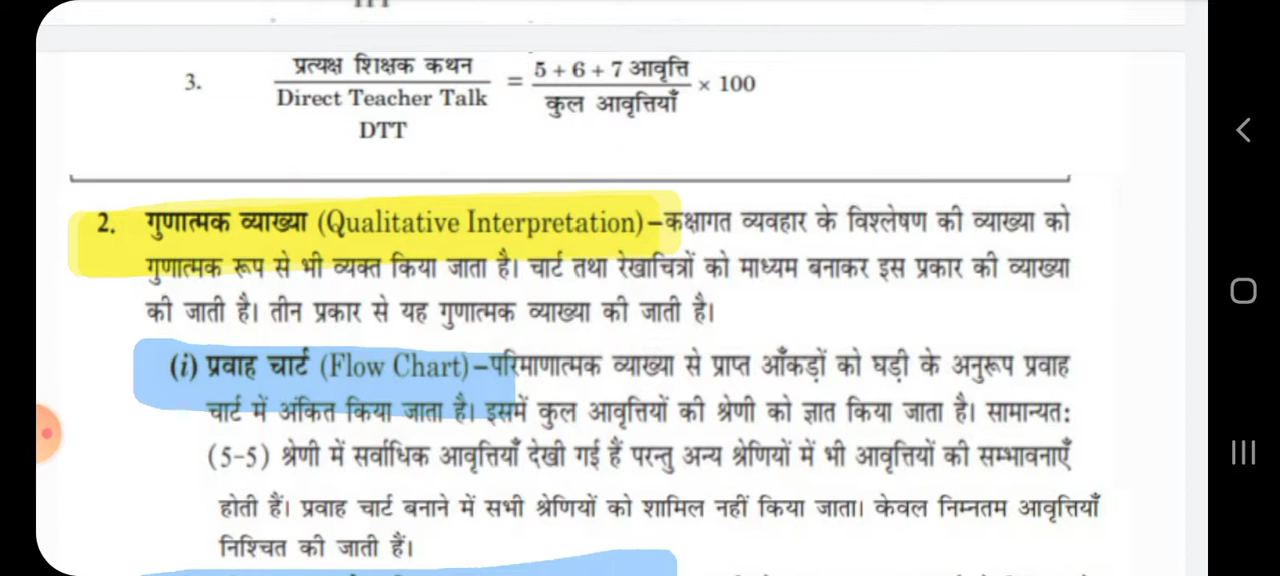 3. प्रत्यक्ष शिक्षक कथन / Direct Teacher Talk = 5 + 6 + 7 आवृत्ति / कुल आवृत्तियाँ × 100
DTT
2. गुणात्मक व्याख्या (Qualitative Interpretation)–कक्षागत व्यवहार के विश्लेषण की व्याख्या को
गुणात्मक रूप से भी व्यक्त किया जाता है। चार्ट तथा रेखाचित्रों को माध्यम बनाकर इस प्रकार की व्याख्या
की जाती है। तीन प्रकार से यह गुणात्मक व्याख्या की जाती है।
(i) प्रवाह चार्ट (Flow Chart)–परिमाणात्मक व्याख्या से प्राप्त आँकड़ों को घड़ी के अनुरूप प्रवाह
चार्ट में अंकित किया जाता है। इसमें कुल आवृत्तियों की श्रेणी को ज्ञात किया जाता है। सामान्यतः
(5-5) श्रेणी में सर्वाधिक आवृत्तियाँ देखी गई हैं परन्तु अन्य श्रेणियों में भी आवृत्तियों की सम्भावनाएँ
होती हैं। प्रवाह चार्ट बनाने में सभी श्रेणियों को शामिल नहीं किया जाता। केवल निम्नतम आवृत्तियाँ
निश्चित की जाती हैं।